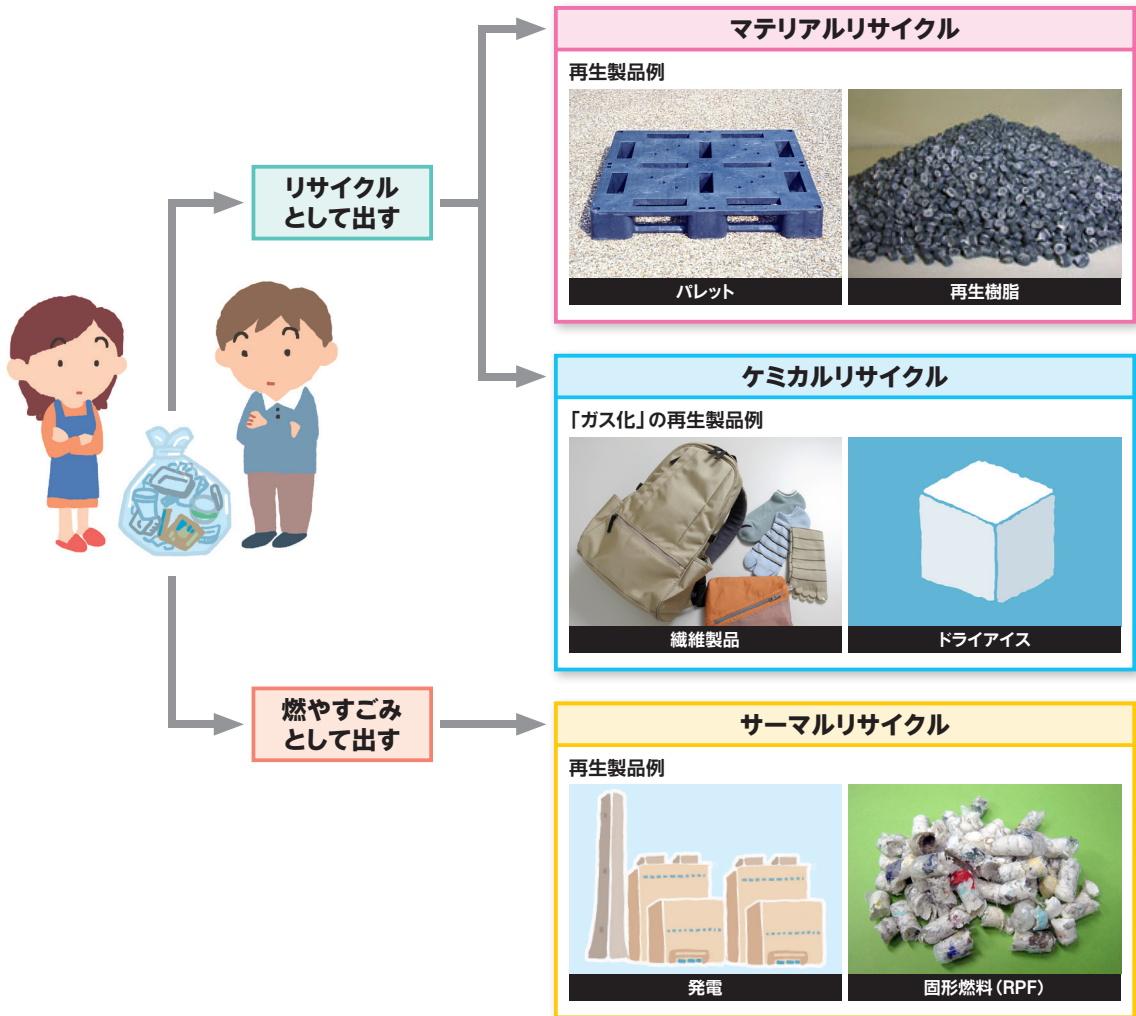 マテリアルリサイクル
再生製品例
パレット
再生樹脂
リサイクル
として出す
ケミカルリサイクル
「ガス化」の再生製品例
繊維製品
ドライアイス
燃やすごみ
として出す
サーマルリサイクル
再生製品例
発電
固形燃料（RPF）